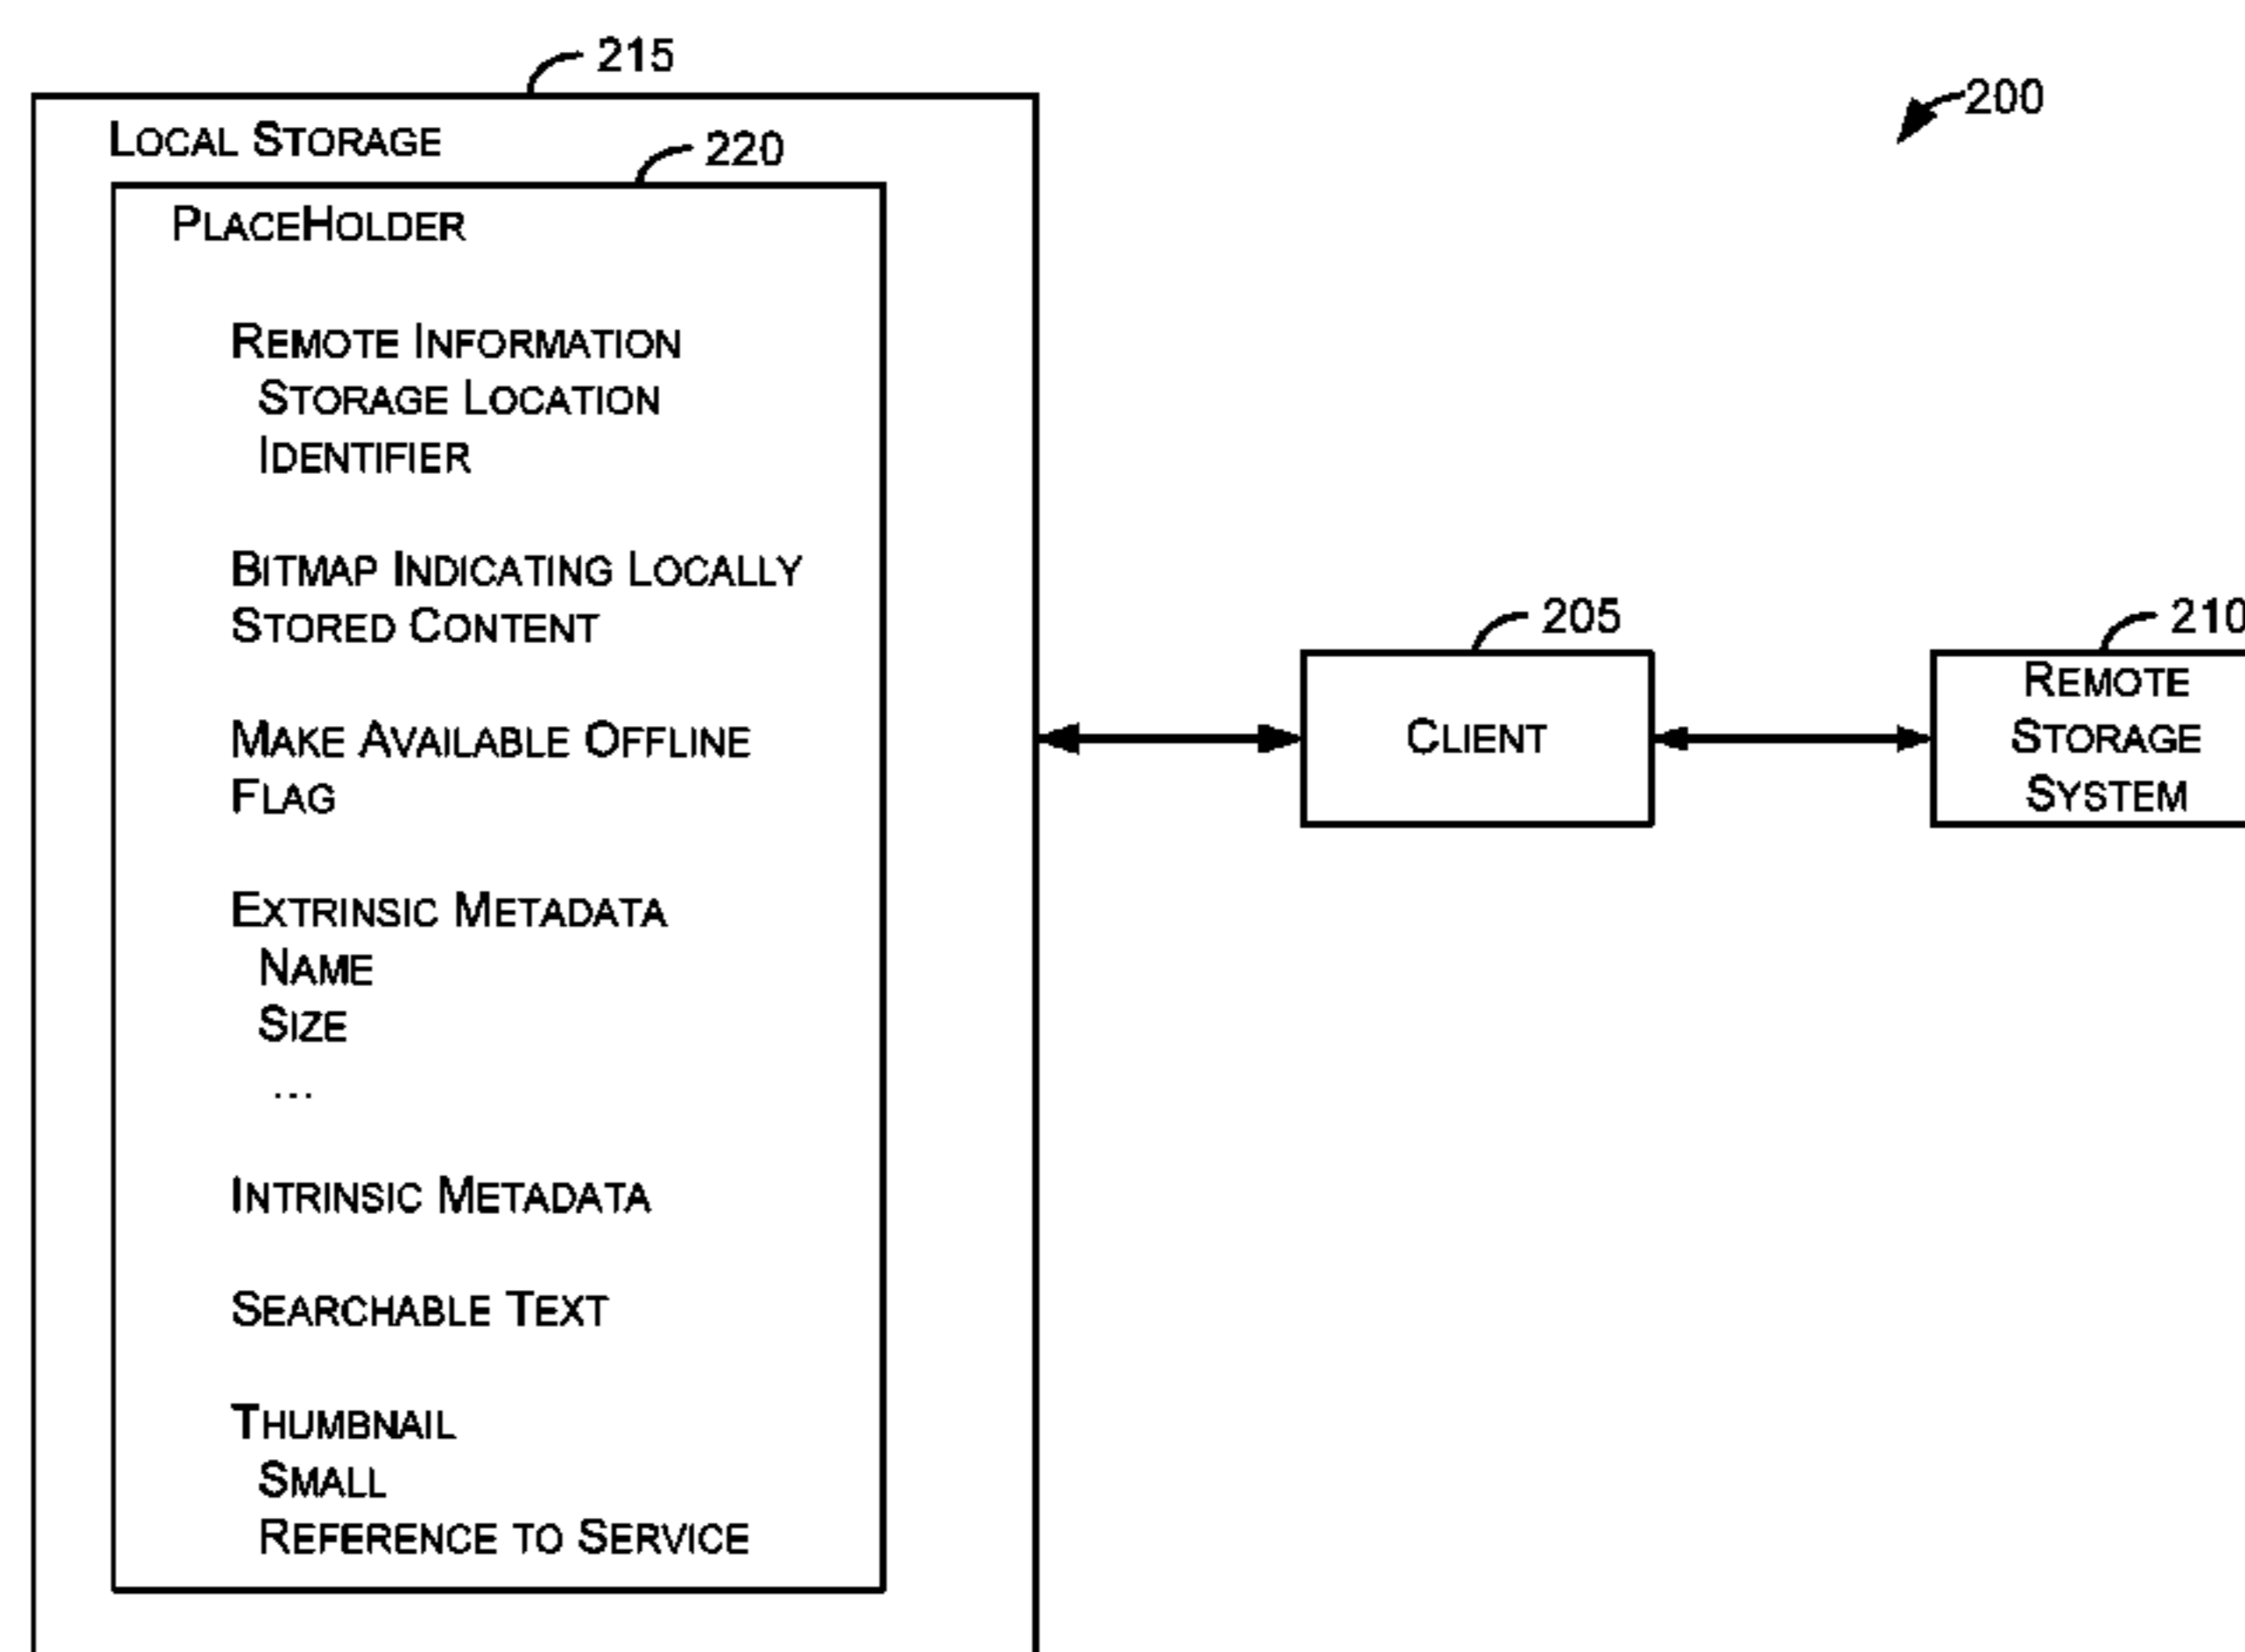 215
200
LOCAL STORAGE
220
PLACEHOLDER
REMOTE INFORMATION
STORAGE LOCATION
IDENTIFIER
BITMAP INDICATING LOCALLY
STORED CONTENT
MAKE AVAILABLE OFFLINE
FLAG
EXTRINSIC METADATA
NAME
SIZE
...
INTRINSIC METADATA
SEARCHABLE TEXT
THUMBNAIL
SMALL
REFERENCE TO SERVICE
205
CLIENT
210
REMOTE
STORAGE
SYSTEM